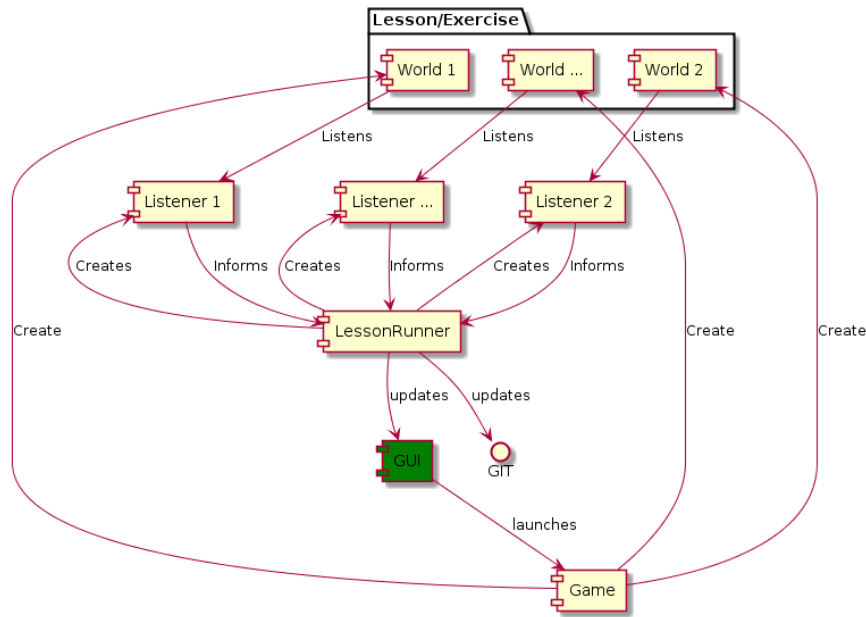 Lesson/Exercise
World 1
World ...
World 2
Listens
Listens
Listens
Listener 1
Listener ...
Listener 2
Creates
Informs
Creates
Informs
Creates
Informs
Create
LessonRunner
Create
Create
updates
updates
GUI
GIT
launches
Game